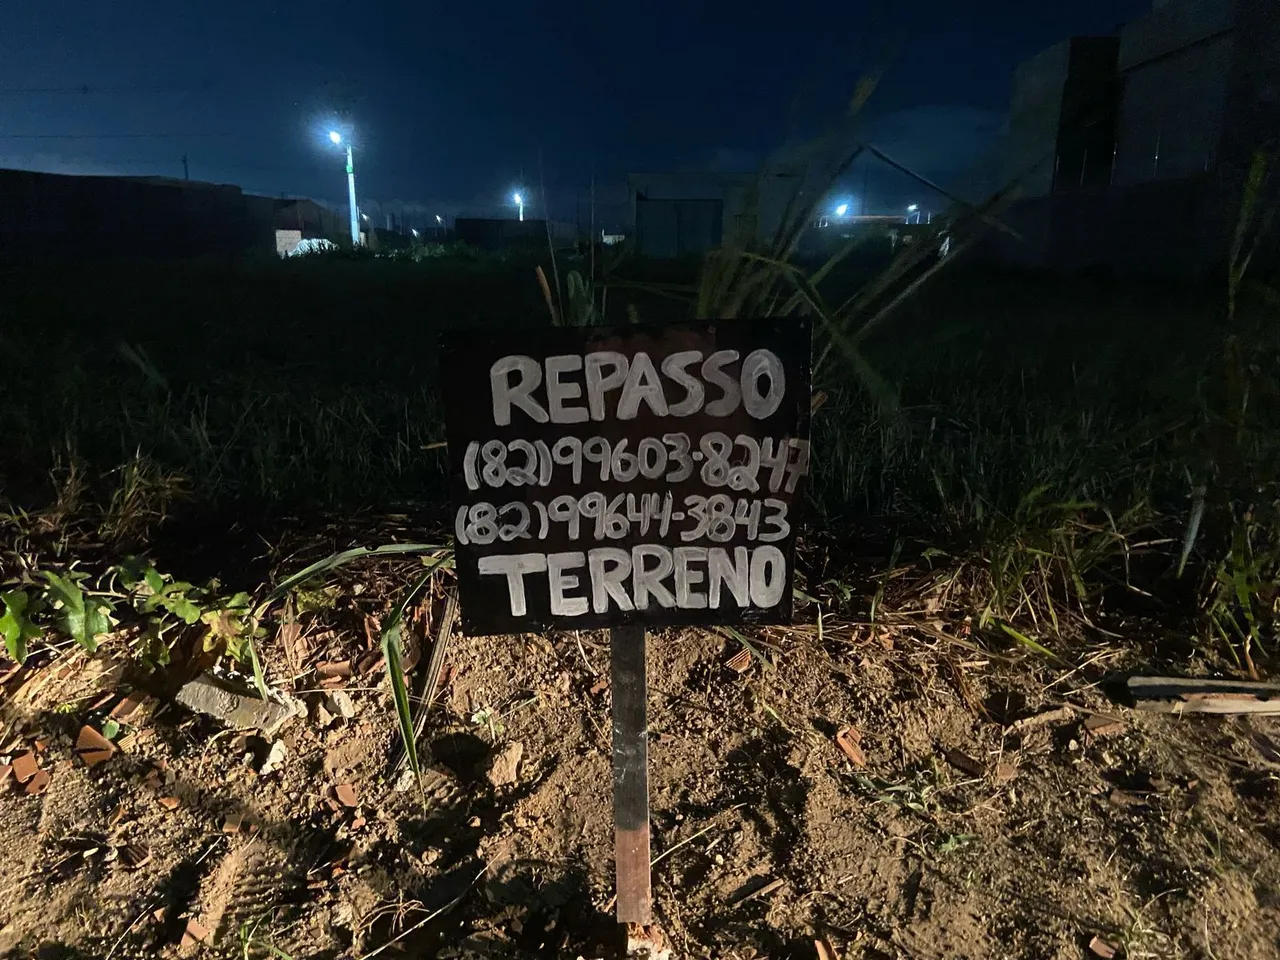 REPASSO
(82)99603-8247
(82)99644-3843
TERRENO